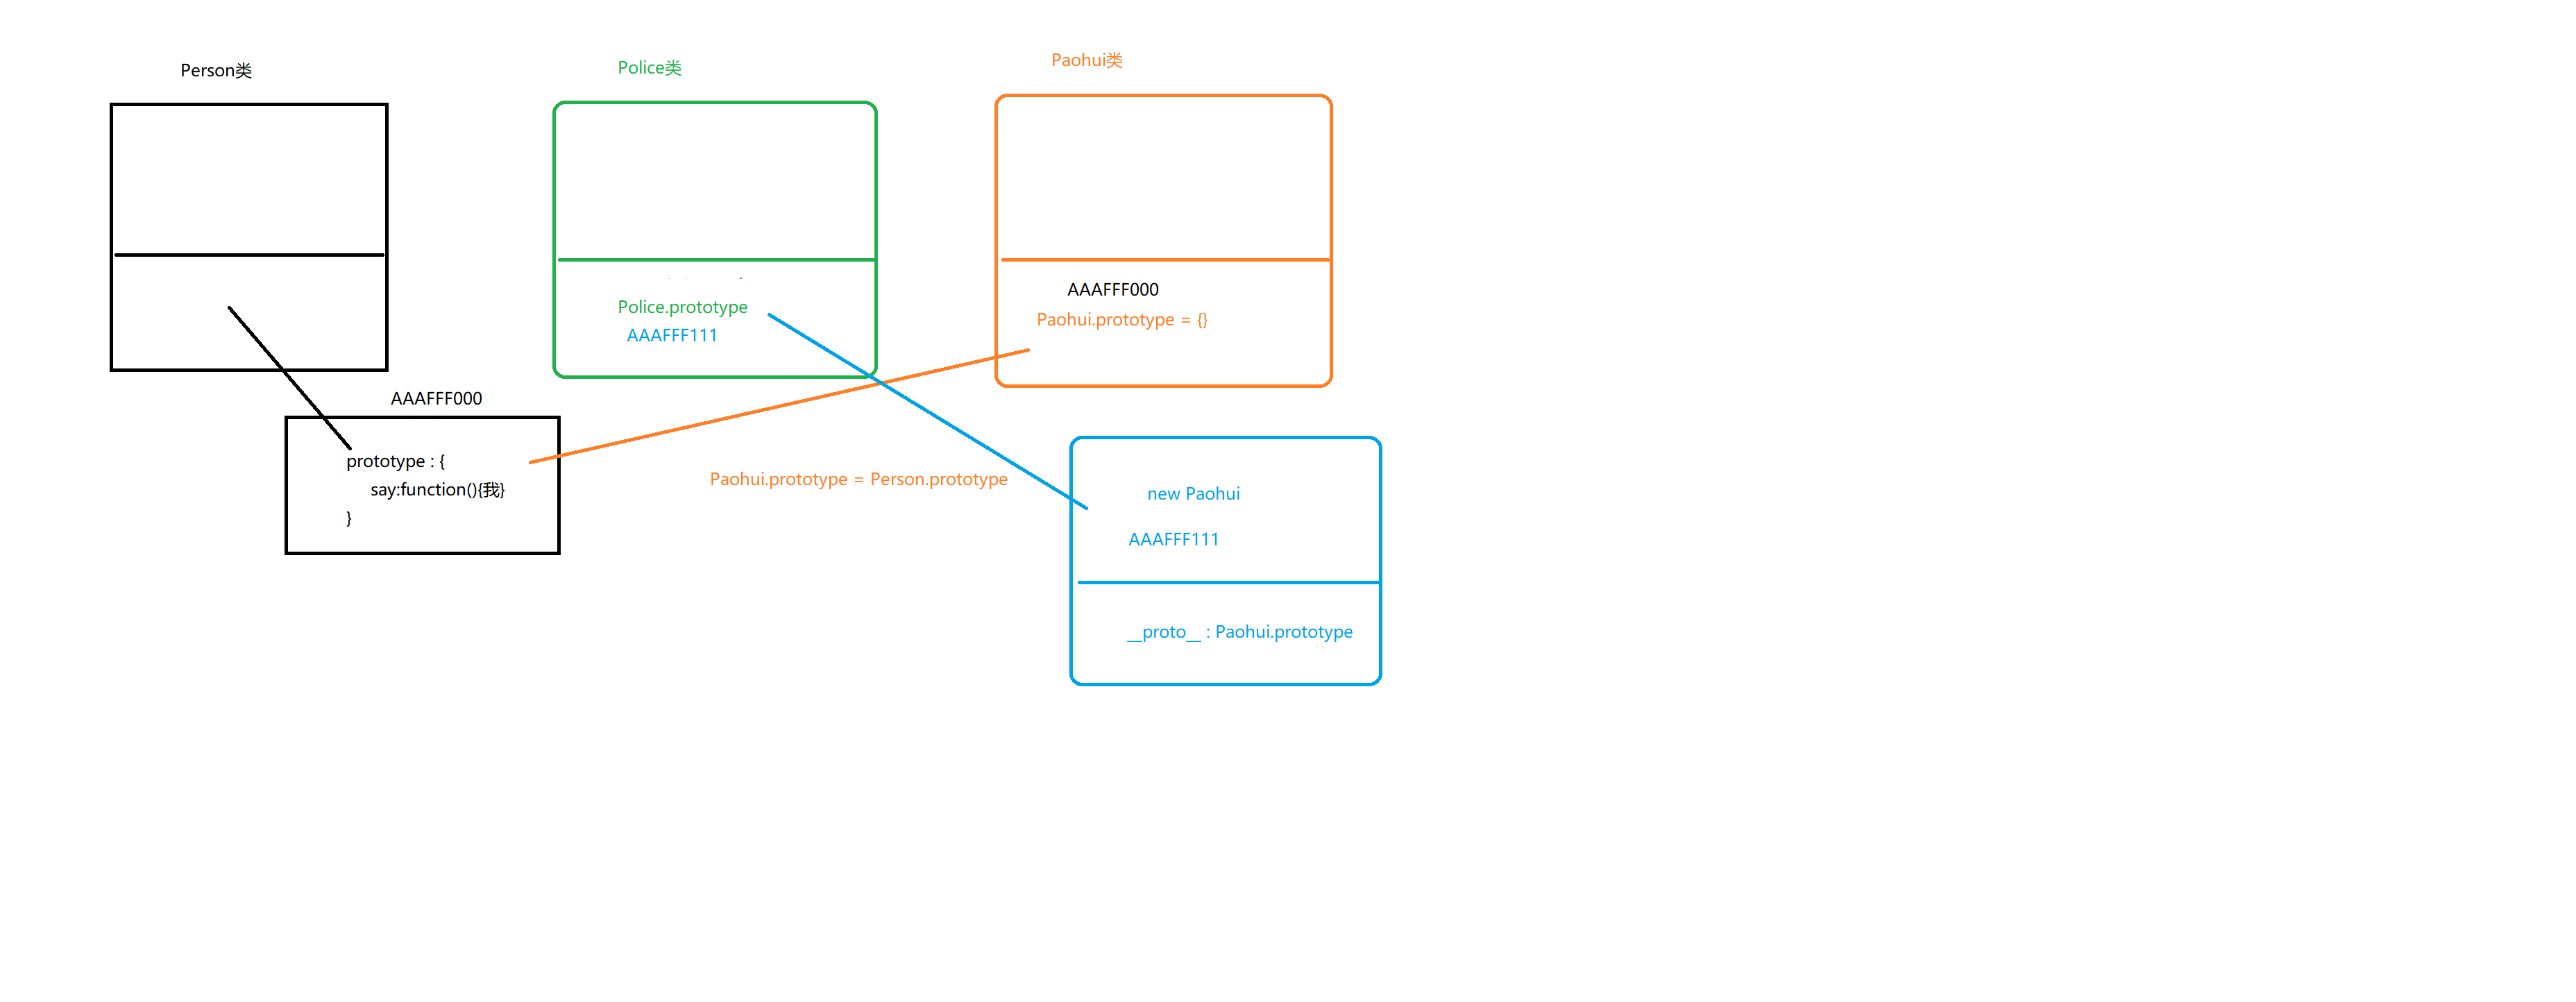 Person类
Police类
Paohui类
Police.prototype
AAAFFF111
AAAFFF000
Paohui.prototype = {}
AAAFFF000
prototype : {
say:function(){我}
}
Paohui.prototype = Person.prototype
new Paohui
AAAFFF111
__proto__ : Paohui.prototype